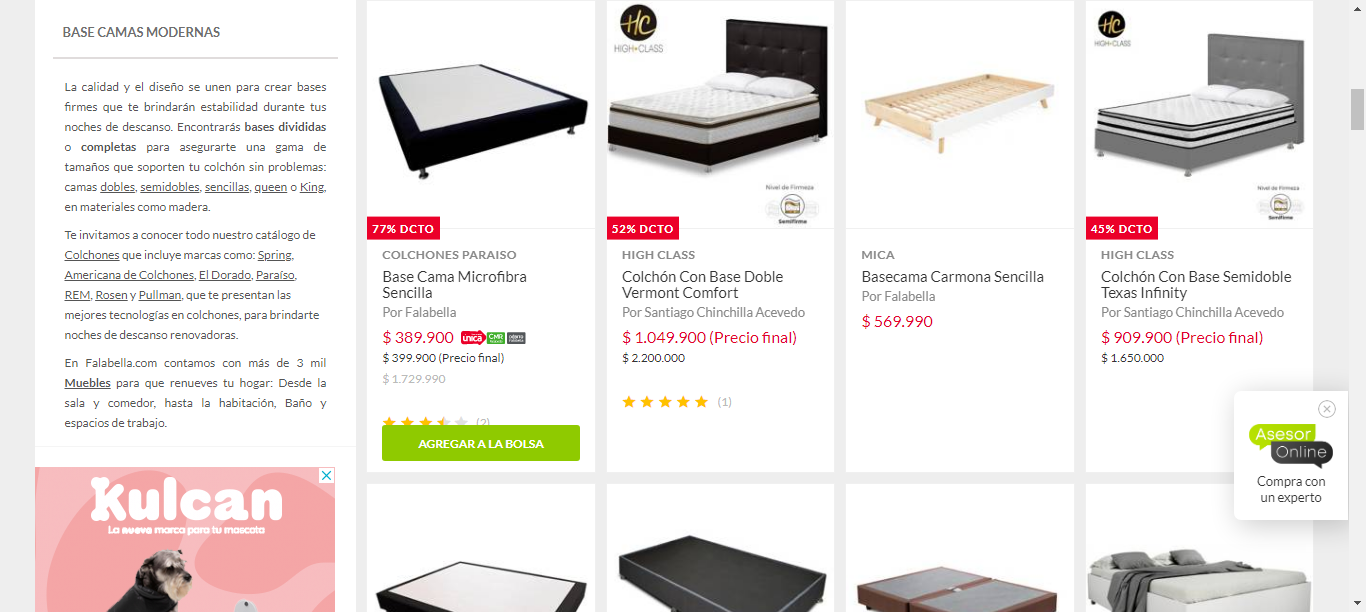 BASE CAMAS MODERNAS
La calidad y el diseño se unen para crear bases
firmes que te brindarán estabilidad durante tus
noches de descanso. Encontrarás bases divididas
o completas para asegurarte una gama de
tamaños que soporten tu colchón sin problemas:
camas dobles, semidobles, sencillas, queen o King,
en materiales como madera.
Te invitamos a conocer todo nuestro catálogo de
Colchones que incluye marcas como: Spring,
Americana de Colchones, El Dorado, Paraíso,
REM, Rosen y Pullman, que te presentan las
mejores tecnologías en colchones, para brindarte
noches de descanso renovadoras.
En Falabella.com contamos con más de 3 mil
Muebles para que renueves tu hogar: Desde la
sala y comedor, hasta la habitación, Baño y
espacios de trabajo.
Kulcan
La nueva marca para tu mascota
77% DCTO
COLCHONES PARAISO
Base Cama Microfibra
Sencilla
Por Falabella
$ 389.900 unica CMR
$ 399.900 (Precio final)
$ 1.729.990
(2)
AGREGAR A LA BOLSA
HC
HIGH CLASS
Nivel de Firmeza
Semifirme
52% DCTO
HIGH CLASS
Colchón Con Base Doble
Vermont Comfort
Por Santiago Chinchilla Acevedo
$ 1.049.900 (Precio final)
$ 2.200.000
(1)
MICA
Basecama Carmona Sencilla
Por Falabella
$ 569.990
HC
HIGH CLASS
Nivel de Firmeza
Semifirme
45% DCTO
HIGH CLASS
Colchón Con Base Semidoble
Texas Infinity
Por Santiago Chinchilla Acevedo
$ 909.900 (Precio final)
$ 1.650.000
Asesor
Online
Compra con
un experto